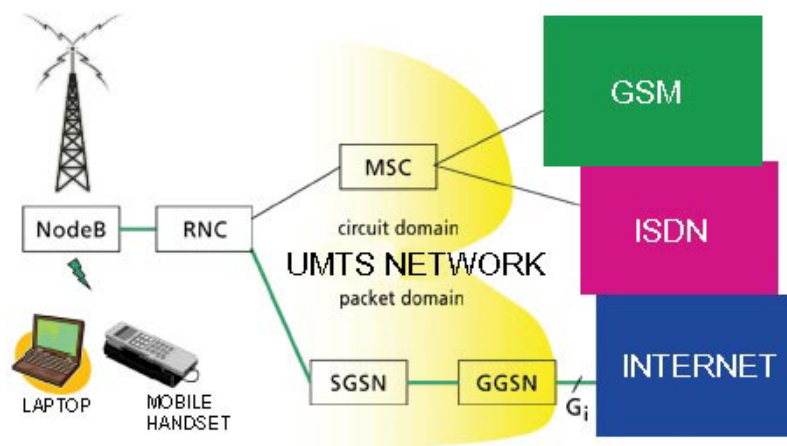 GSM
MSC
NodeB
RNC
circuit domain
ISDN
UMTS NETWORK
packet domain
SGSN
GGSN
Gi
INTERNET
LAPTOP
MOBILE
HANDSET